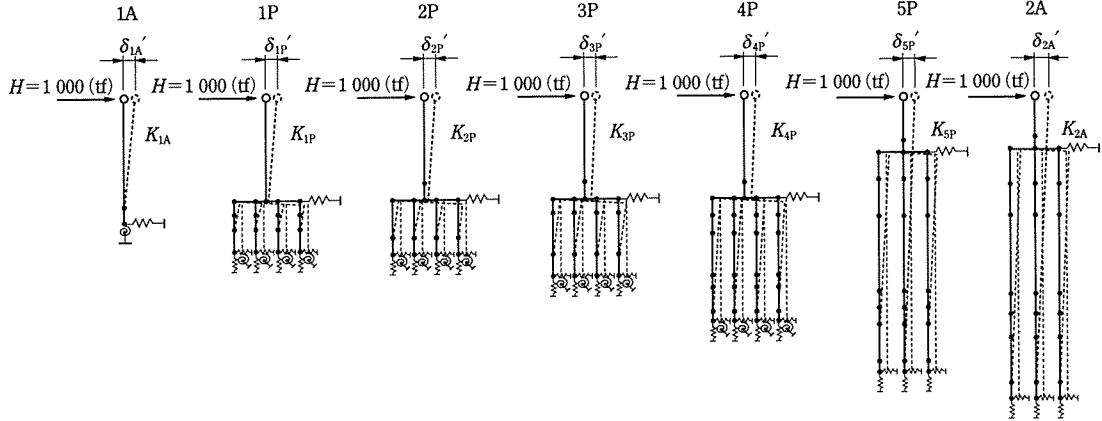 1A 1P 2P 3P 4P 5P 2A
δ1A′ δ1P′ δ2P′ δ3P′ δ4P′ δ5P′ δ2A′
H=1 000 (tf) H=1 000 (tf) H=1 000 (tf) H=1 000 (tf) H=1 000 (tf) H=1 000 (tf) H=1 000 (tf)
K1A K1P K2P K3P K4P K5P K2A